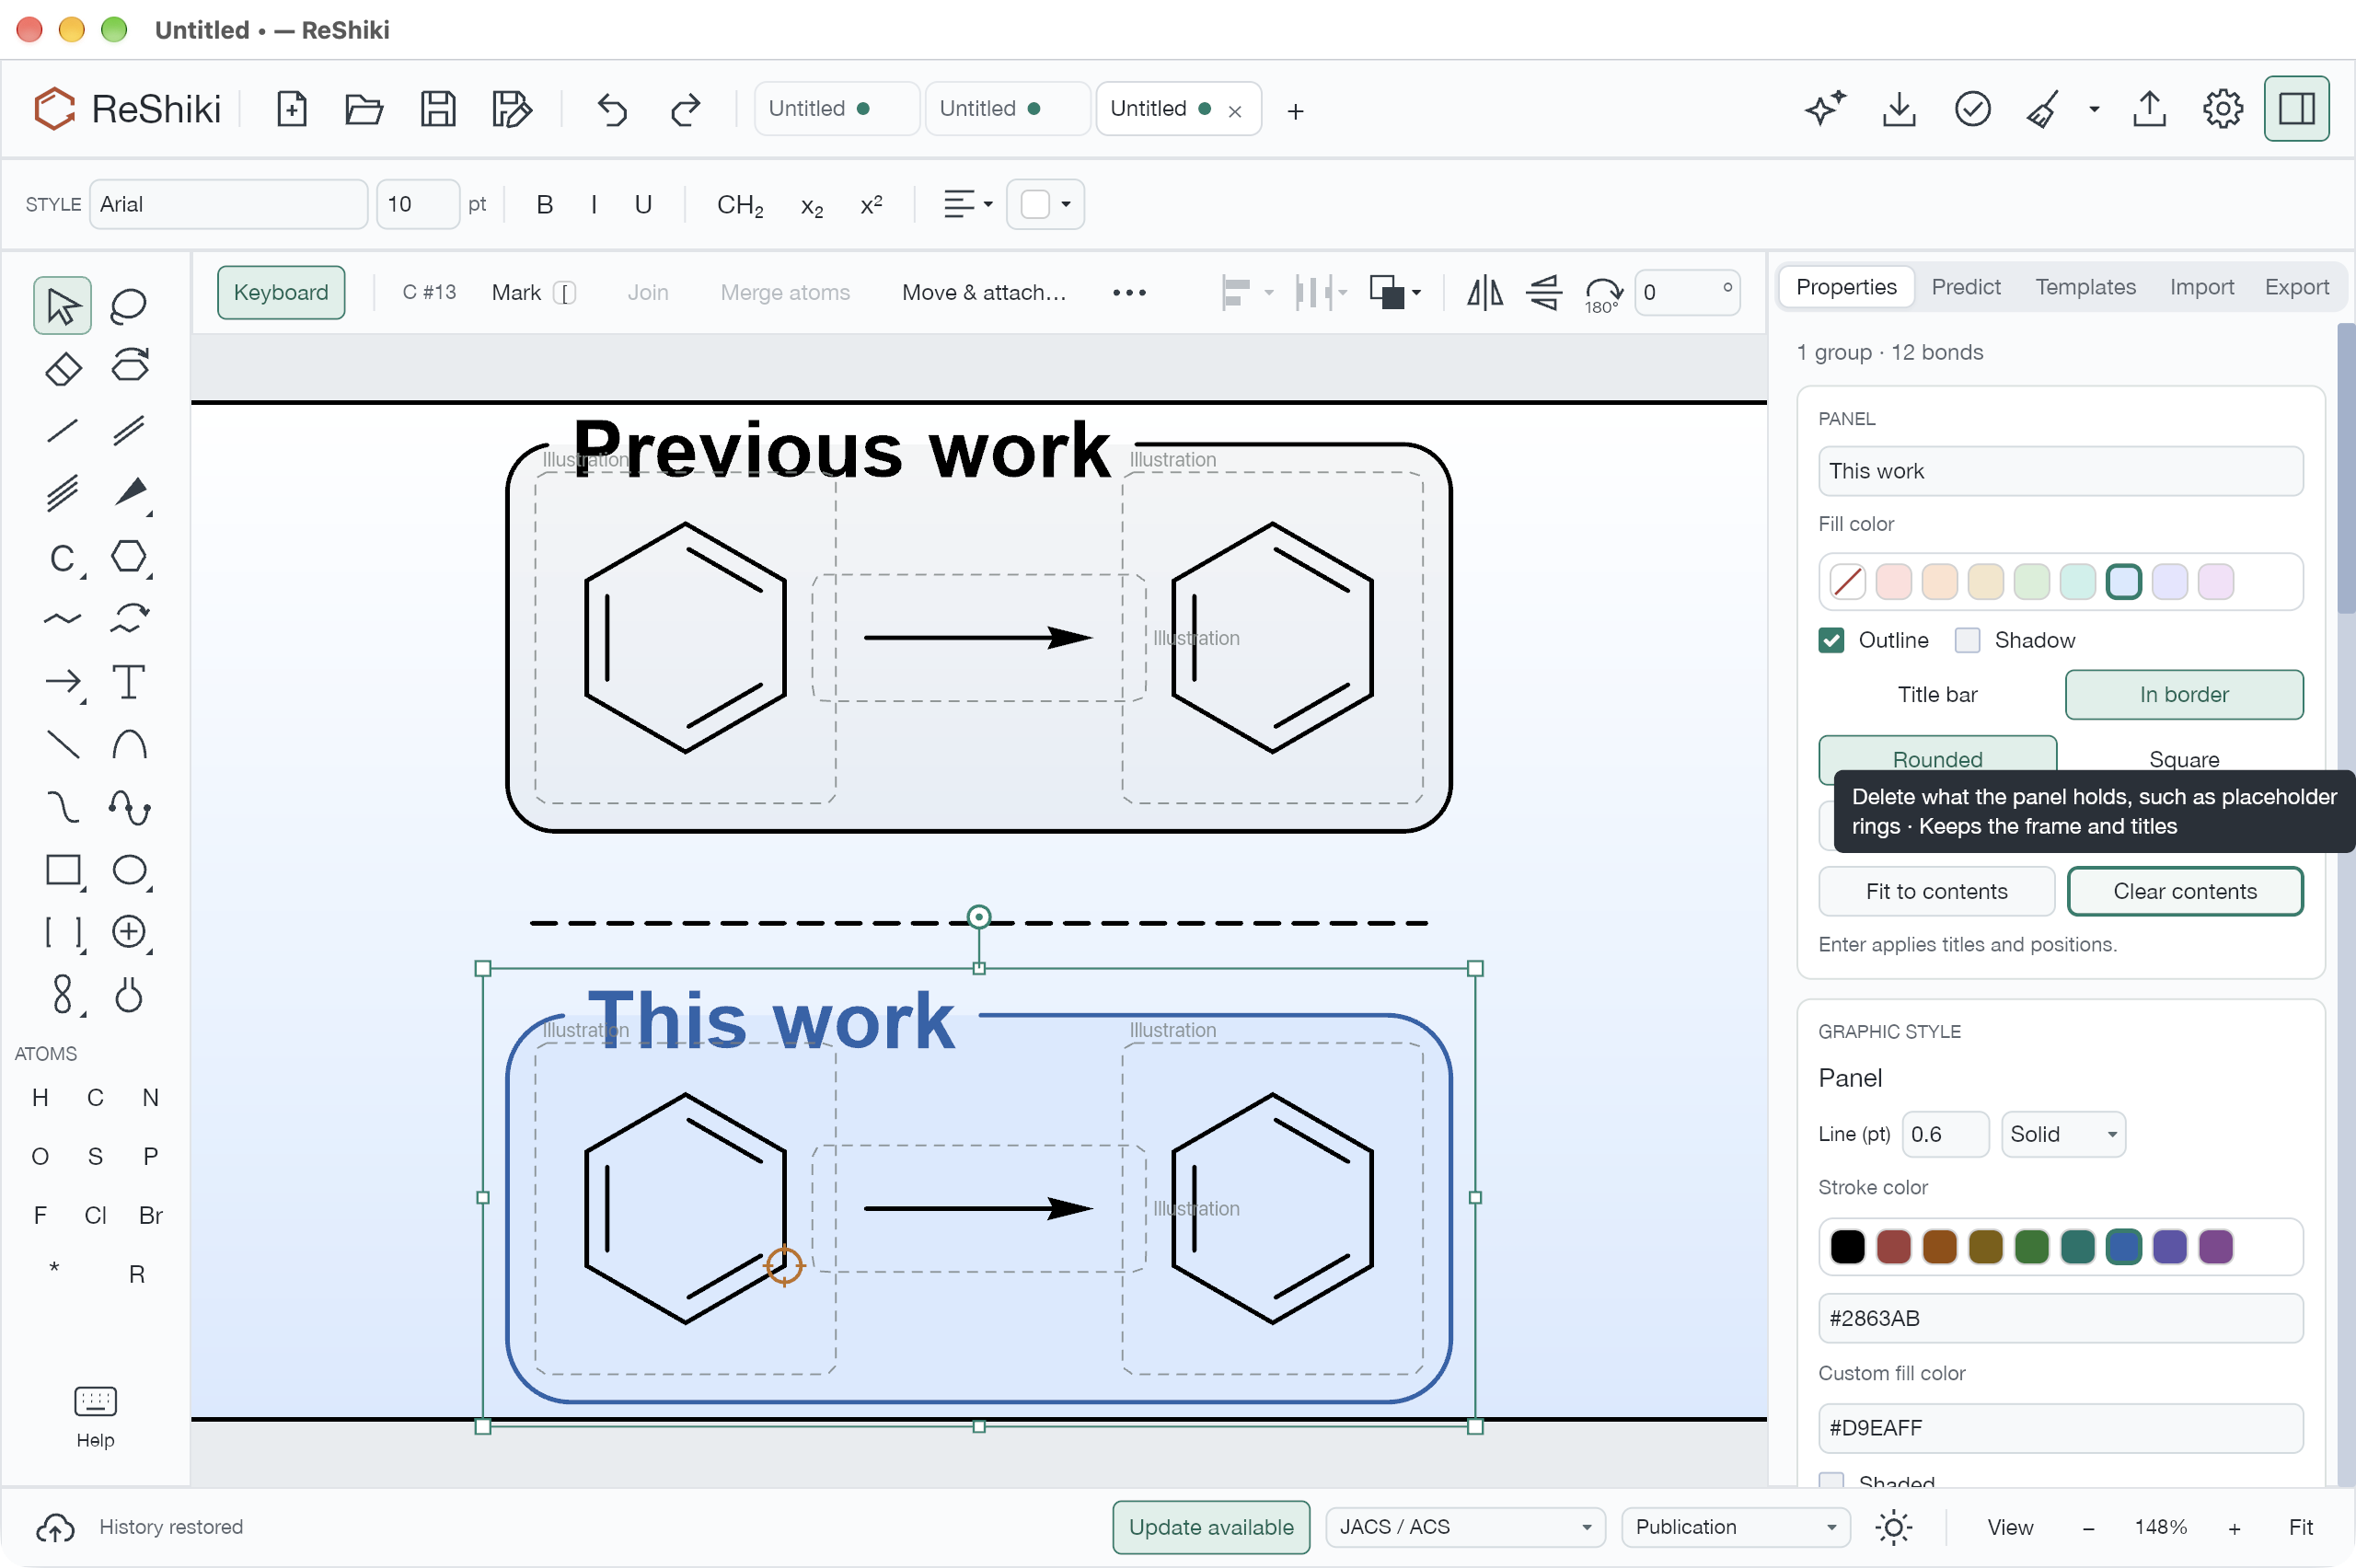 Untitled • — ReShiki
ReShiki
Untitled
Untitled
Untitled
STYLE Arial 10 pt B I U CH₂ x₂ x²
Keyboard C #13 Mark [ Join Merge atoms Move & attach... 180° 0 °
Properties Predict Templates Import Export
1 group · 12 bonds
PANEL
This work
Fill color
Outline Shadow
Title bar In border
Rounded Square
Delete what the panel holds, such as placeholder
rings · Keeps the frame and titles
Fit to contents Clear contents
Enter applies titles and positions.
GRAPHIC STYLE
Panel
Line (pt) 0.6 Solid
Stroke color
#2863AB
Custom fill color
#D9EAFF
Shaded
Previous work
Illustration
Illustration
Illustration
This work
Illustration
Illustration
Illustration
C
T
ATOMS
H C N
O S P
F Cl Br
* R
Help
History restored
Update available
JACS / ACS
Publication
View − 148% + Fit